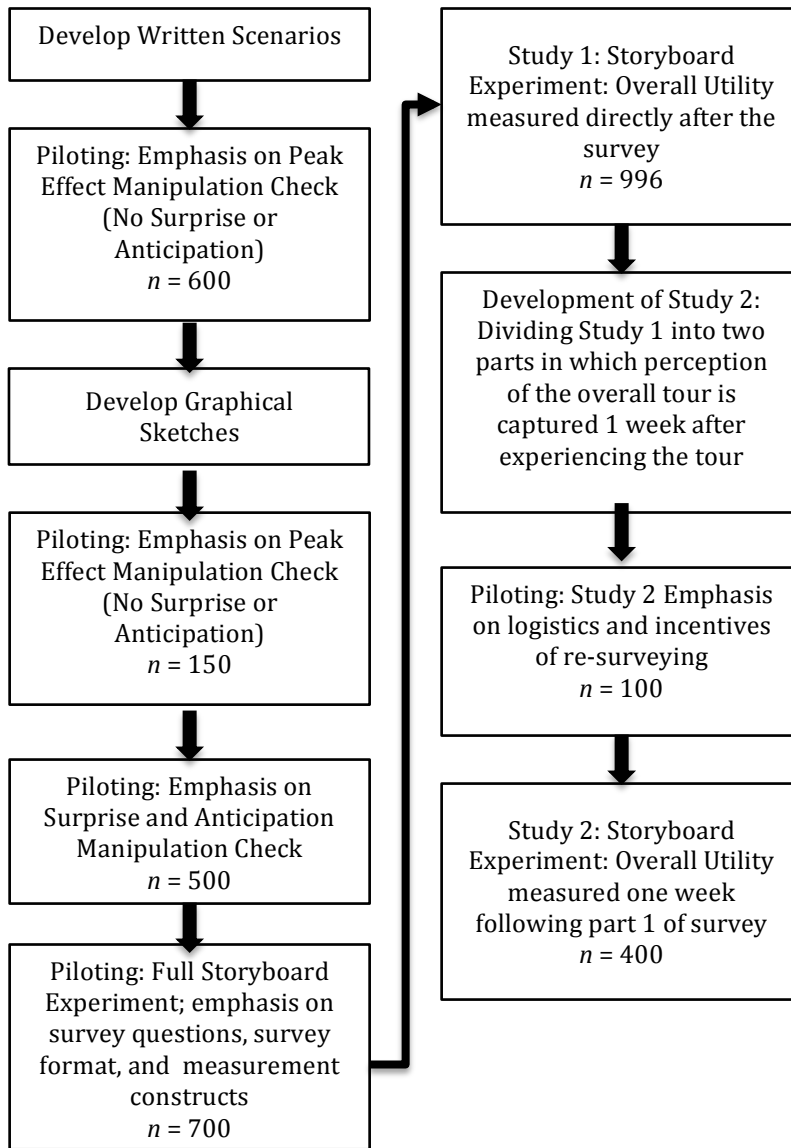 Develop Written Scenarios
Piloting: Emphasis on Peak
Effect Manipulation Check
(No Surprise or
Anticipation)
n = 600
Develop Graphical
Sketches
Piloting: Emphasis on Peak
Effect Manipulation Check
(No Surprise or
Anticipation)
n = 150
Piloting: Emphasis on
Surprise and Anticipation
Manipulation Check
n = 500
Piloting: Full Storyboard
Experiment; emphasis on
survey questions, survey
format, and measurement
constructs
n = 700
Study 1: Storyboard
Experiment: Overall Utility
measured directly after the
survey
n = 996
Development of Study 2:
Dividing Study 1 into two
parts in which perception
of the overall tour is
captured 1 week after
experiencing the tour
Piloting: Study 2 Emphasis
on logistics and incentives
of re-surveying
n = 100
Study 2: Storyboard
Experiment: Overall Utility
measured one week
following part 1 of survey
n = 400